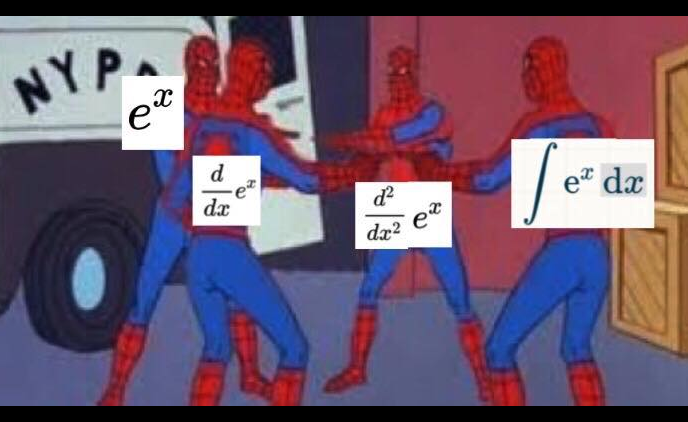 NYPD
e^x
d/dx e^x
d²/dx² e^x
∫ e^x dx